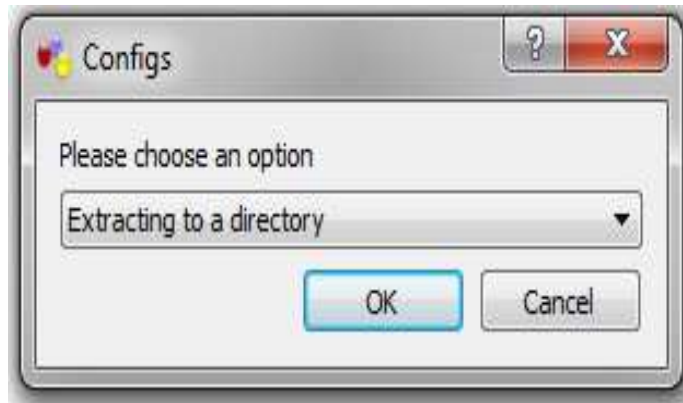 Configs
?
X
Please choose an option
Extracting to a directory
OK
Cancel